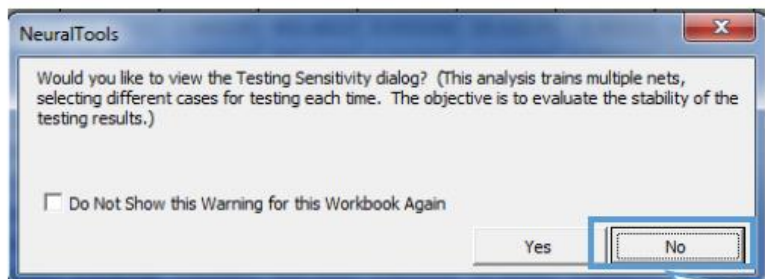 NeuralTools
Would you like to view the Testing Sensitivity dialog? (This analysis trains multiple nets,
selecting different cases for testing each time. The objective is to evaluate the stability of the
testing results.)
Do Not Show this Warning for this Workbook Again
Yes No